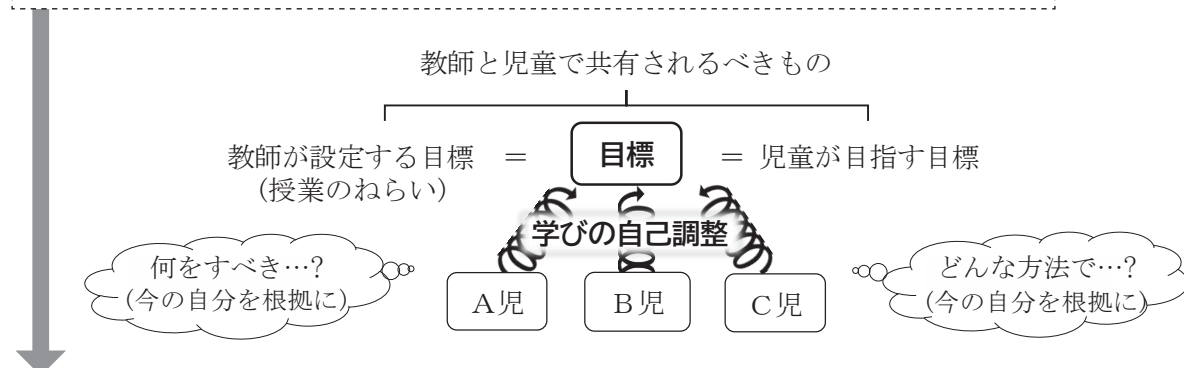 教師と児童で共有されるべきもの
教師が設定する目標 = 目標 = 児童が目指す目標
(授業のねらい)
学びの自己調整
何をすべき…?
(今の自分を根拠に)
どんな方法で…?
(今の自分を根拠に)
A児 B児 C児